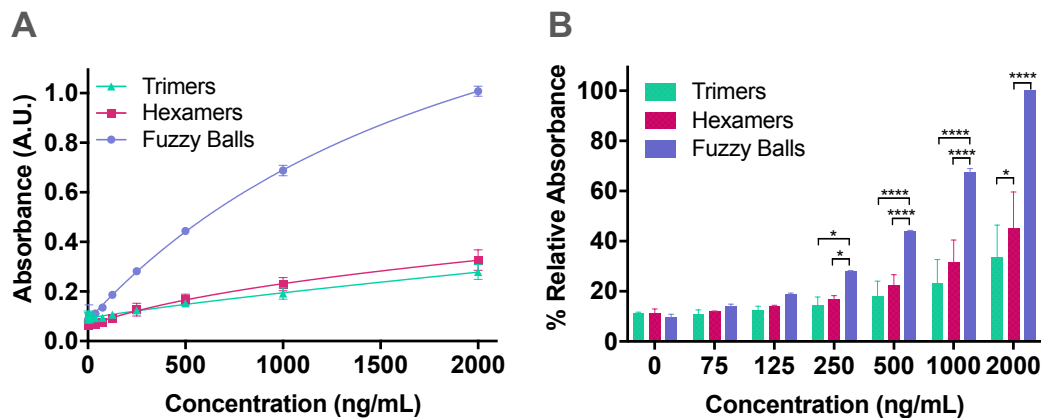 A
Absorbance (A.U.)
1.0
0.8
0.6
0.4
0.2
0.0
Trimers
Hexamers
Fuzzy Balls
0 500 1000 1500 2000
Concentration (ng/mL)
B
% Relative Absorbance
100
80
60
40
20
0
Trimers
Hexamers
Fuzzy Balls
*
*
****
****
****
****
*
****
0 75 125 250 500 1000 2000
Concentration (ng/mL)